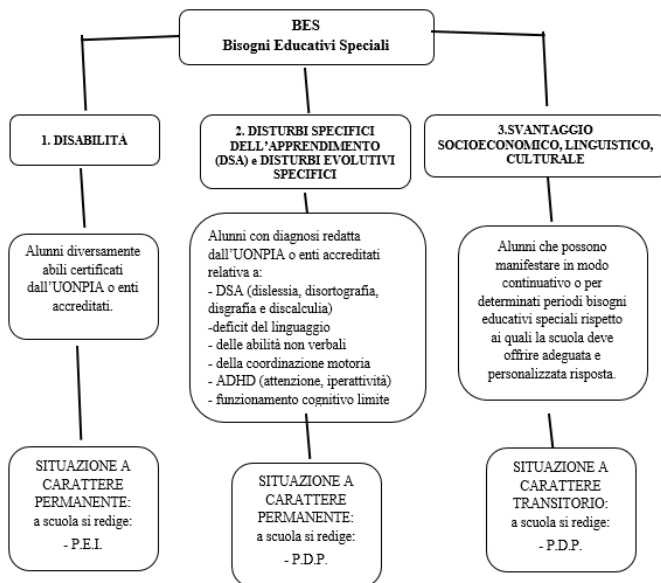 BES
Bisogni Educativi Speciali
1. DISABILITÀ
2. DISTURBI SPECIFICI
DELL'APPRENDIMENTO
(DSA) e DISTURBI EVOLUTIVI
SPECIFICI
3.SVANTAGGIO
SOCIOECONOMICO, LINGUISTICO,
CULTURALE
Alunni diversamente
abili certificati
dall'UONPIA o enti
accreditati.
Alunni con diagnosi redatta
dall'UONPIA o enti accreditati
relativa a:
- DSA (dislessia, disortografia,
disgrafia e discalculia)
-deficit del linguaggio
- delle abilità non verbali
- della coordinazione motoria
- ADHD (attenzione, iperattività)
- funzionamento cognitivo limite
Alunni che possono
manifestare in modo
continuativo o per
determinati periodi bisogni
educativi speciali rispetto
ai quali la scuola deve
offrire adeguata e
personalizzata risposta.
SITUAZIONE A
CARATTERE
PERMANENTE:
a scuola si redige:
- P.E.I.
SITUAZIONE A
CARATTERE
PERMANENTE:
a scuola si redige:
- P.D.P.
SITUAZIONE A
CARATTERE
TRANSITORIO:
a scuola si redige:
- P.D.P.